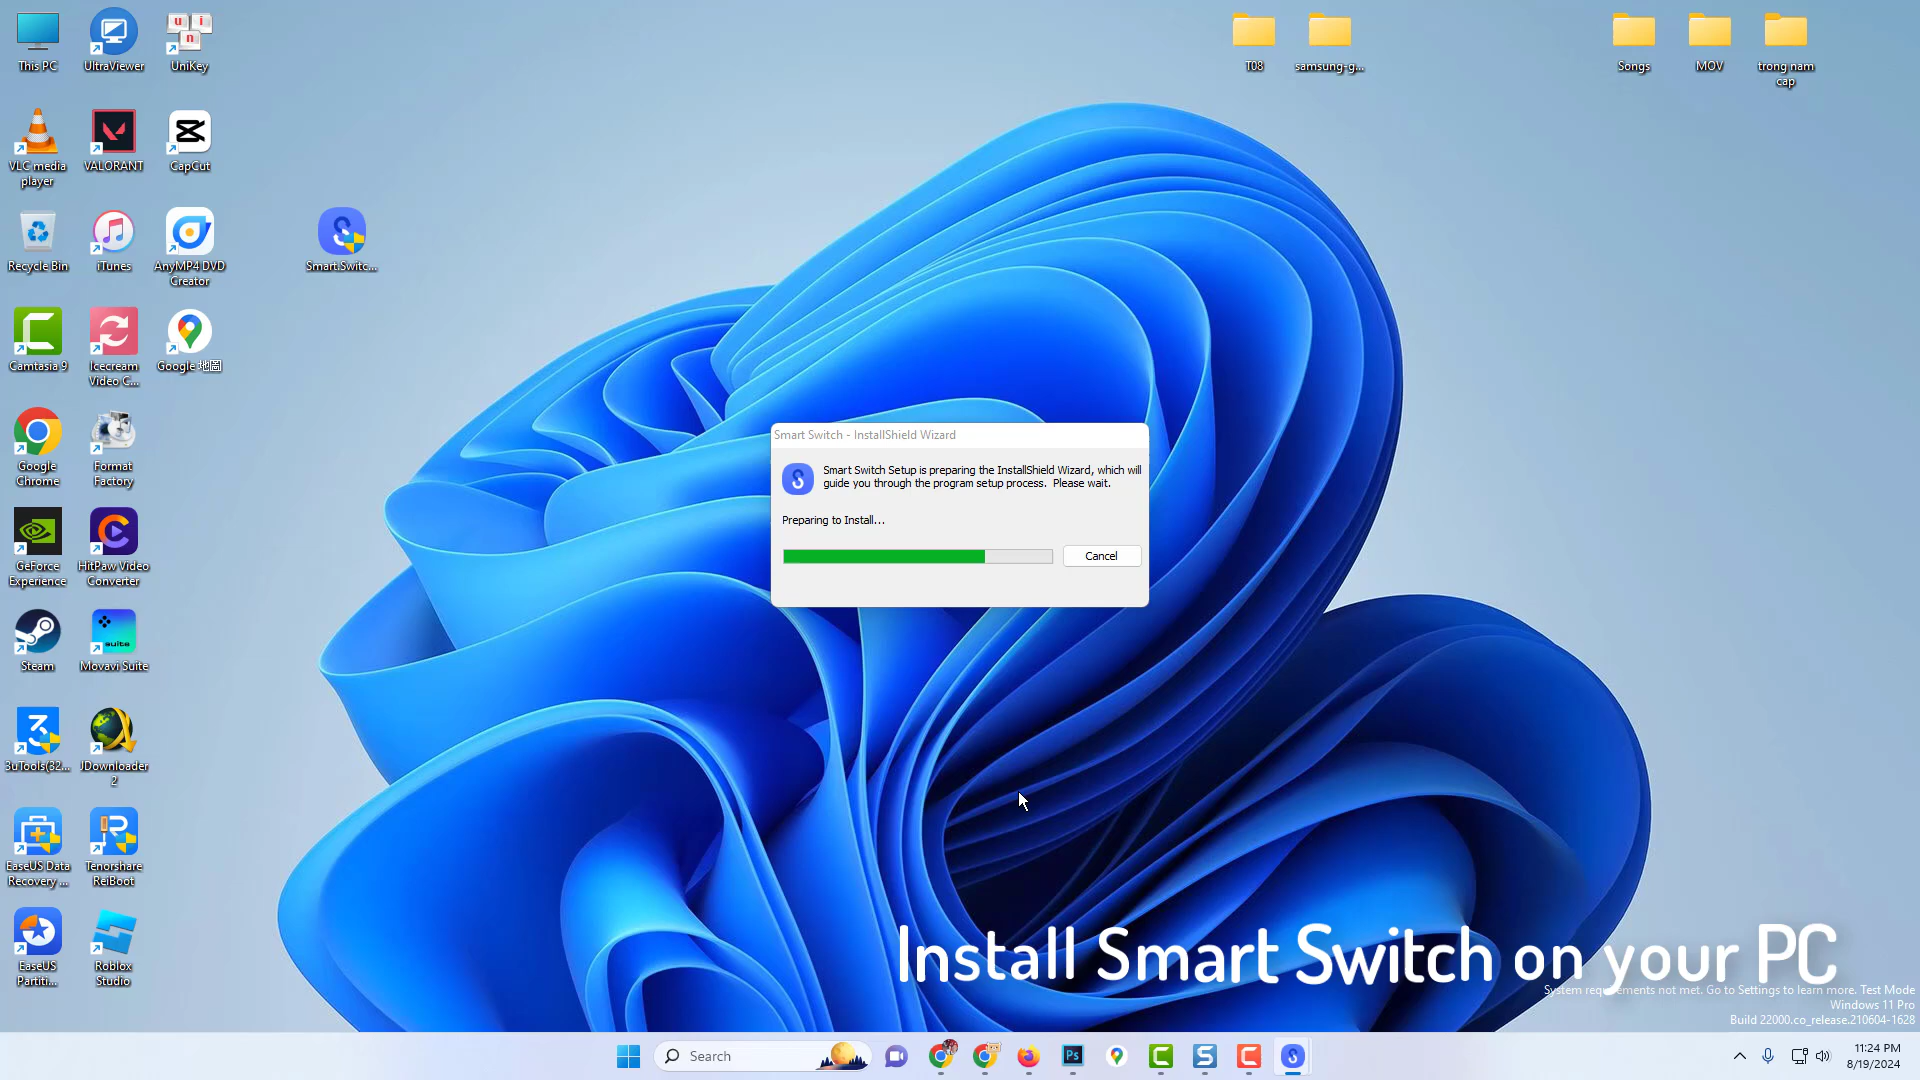 This PC
UltraViewer
UniKey
T08
samsung-g...
Songs
MOV
trong nam
cap
VLC media
player
VALORANT
CapCut
Recycle Bin
iTunes
AnyMP4 DVD
Creator
Smart.Switc...
Camtasia 9
Icecream
Video C...
Google 地圖
Google
Chrome
Format
Factory
GeForce
Experience
HitPaw Video
Converter
Steam
Movavi Suite
3uTools(32...
JDownloader
2
EaseUS Data
Recovery ...
Tenorshare
ReiBoot
EaseUS
Partiti...
Roblox
Studio
Smart Switch - InstallShield Wizard
Smart Switch Setup is preparing the InstallShield Wizard, which will
guide you through the program setup process.  Please wait.
Preparing to Install...
Cancel
Install Smart Switch on your PC
System requirements not met. Go to Settings to learn more. Test Mode
Windows 11 Pro
Build 22000.co_release.210604-1628
Search
Ps
11:24 PM
8/19/2024